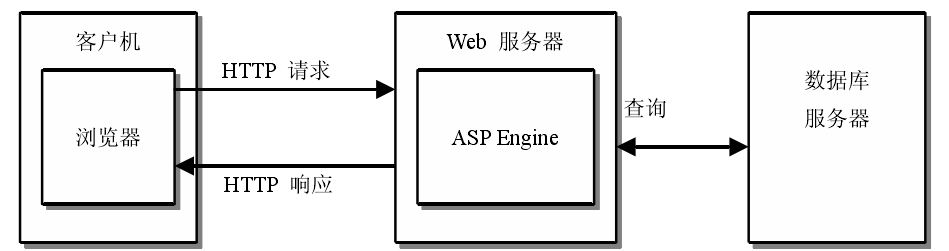 客户机
Web 服务器
HTTP 请求
数据库
服务器
查询
浏览器
ASP Engine
HTTP 响应